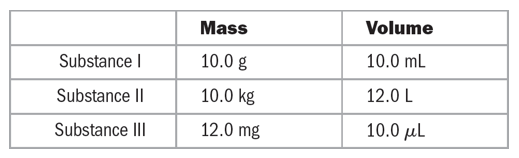 Mass Volume
Substance I 10.0 g 10.0 mL
Substance II 10.0 kg 12.0 L
Substance III 12.0 mg 10.0 μL